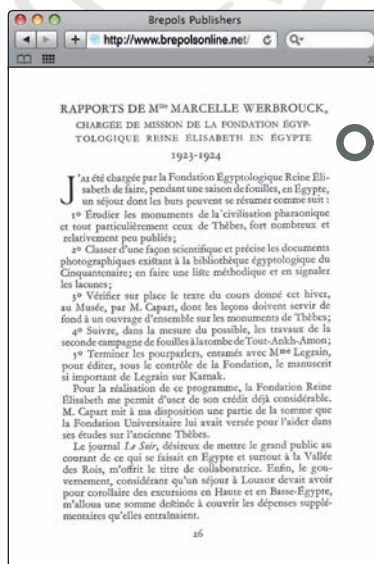 Brepols Publishers
http://www.brepolsonline.net/
RAPPORTS DE Mlle MARCELLE WERBROUCK,
CHARGÉE DE MISSION DE LA FONDATION ÉGYP-
TOLOGIQUE REINE ÉLISABETH EN ÉGYPTE
1923-1924
J'AI été chargée par la Fondation Égyptologique Reine Éli-
sabeth de faire, pendant une saison de fouilles, en Égypte,
un séjour dont les buts peuvent se résumer comme suit :
1º Étudier les monuments de la civilisation pharaonique
et tout particulièrement ceux de Thèbes, fort nombreux et
relativement peu publiés;
2º Classer d'une façon scientifique et précise les documents
photographiques existant à la bibliothèque égyptologique du
Cinquantenaire; en faire une liste méthodique et en signaler
les lacunes;
3º Vérifier sur place le texte du cours donné cet hiver,
au Musée, par M. Capart, dont les leçons doivent servir de
fond à un ouvrage d'ensemble sur les monuments de Thèbes;
4º Suivre, dans la mesure du possible, les travaux de la
seconde campagne de fouilles à la tombe de Tout-Ankh-Amon;
5º Terminer les pourparlers, entamés avec Mme Legrain,
pour éditer, sous le contrôle de la Fondation, le manuscrit
si important de Legrain sur Karnak.
Pour la réalisation de ce programme, la Fondation Reine
Élisabeth me permit d'user de son crédit déjà considérable.
M. Capart mit à ma disposition une partie de la somme que
la Fondation Universitaire lui avait versée pour l'aider dans
ses études sur l'ancienne Thèbes.
Le journal Le Soir, désireux de mettre le grand public au
courant de ce qui se faisait en Égypte et surtout à la Vallée
des Rois, m'offrit le titre de collaboratrice. Enfin, le gou-
vernement, considérant qu'un séjour à Louxor devait avoir
pour corollaire des excursions en Haute et en Basse-Égypte,
m'alloua une somme destinée à couvrir les dépenses supplé-
mentaires qu'elles entraînaient.
26